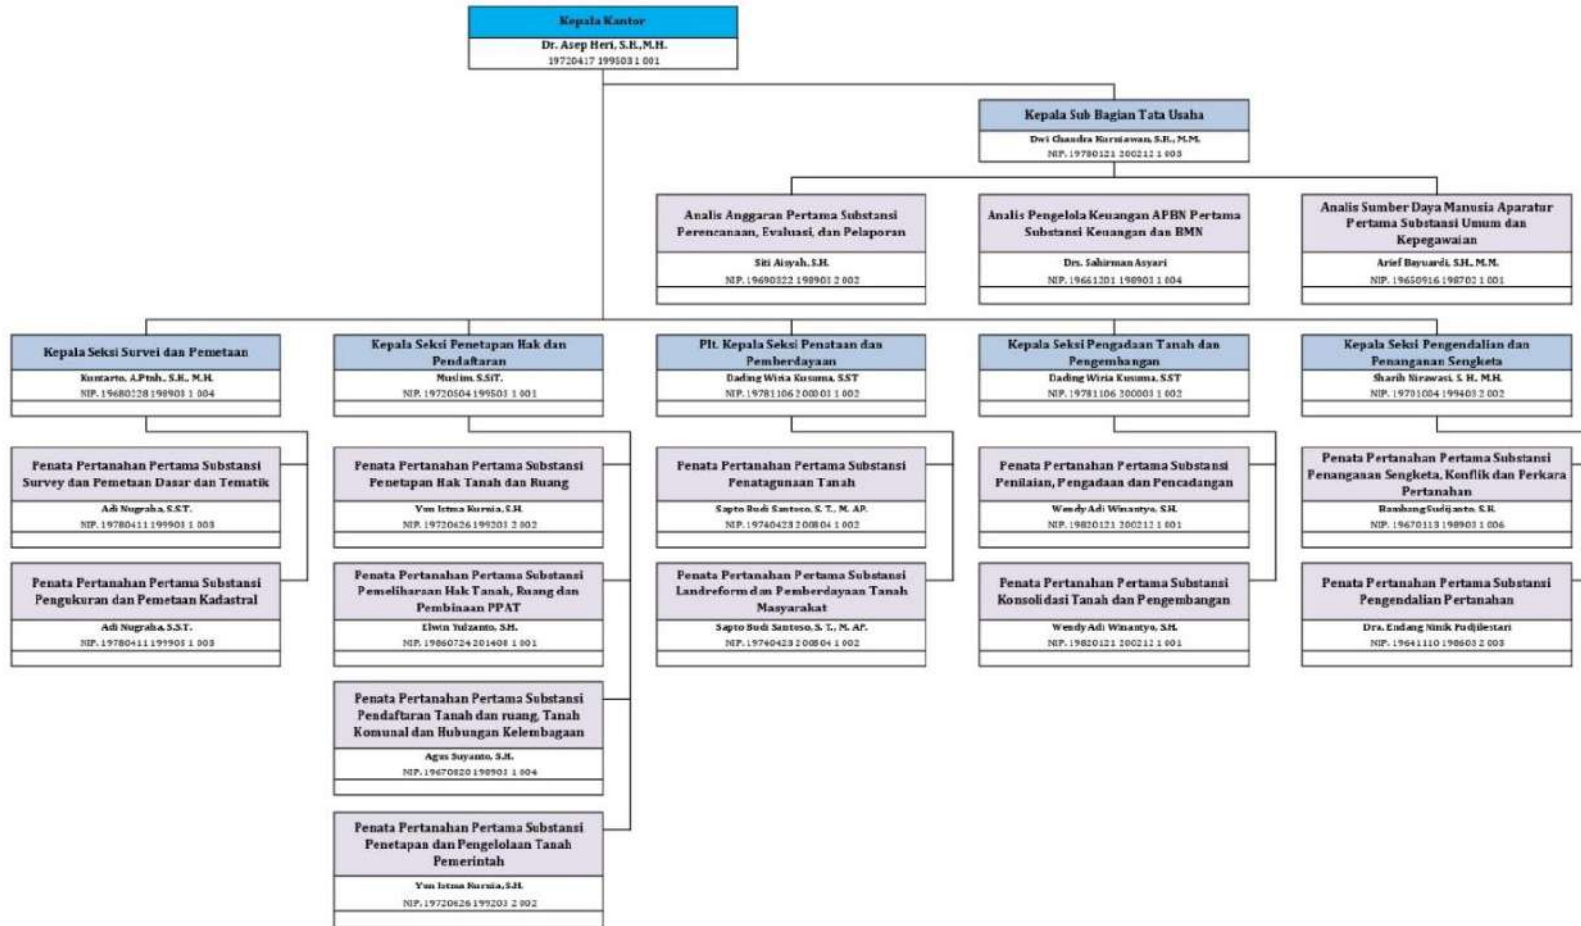 Kepala Kantor
Dr. Asep Heri, S.H.,M.H.
19720417 199503 1 001
Kepala Sub Bagian Tata Usaha
Dwi Chandra Kurniawan, S.H., M.M.
NIP. 19780121 200212 1 003
Analis Anggaran Pertama Substansi
Perencanaan, Evaluasi, dan Pelaporan
Siti Aisyah, S.H.
NIP. 19690322 198903 2 002
Analis Pengelola Keuangan APBN Pertama
Substansi Keuangan dan BMN
Drs. Sahirman Asyari
NIP. 19661201 198903 1 004
Analis Sumber Daya Manusia Aparatur
Pertama Substansi Umum dan
Kepegawaian
Arief Bayuardi, S.H., M.M.
NIP. 19650916 198702 1 001
Kepala Seksi Survei dan Pemetaan
Kuntarto, A.Ptnh., S.H., M.H.
NIP. 19680228 198903 1 004
Kepala Seksi Penetapan Hak dan
Pendaftaran
Muslim, S.SiT.
NIP. 19720504 199503 1 001
Plt. Kepala Seksi Penataan dan
Pemberdayaan
Dading Wiria Kusuma, S.ST
NIP. 19781106 200003 1 002
Kepala Seksi Pengadaan Tanah dan
Pengembangan
Dading Wiria Kusuma, S.ST
NIP. 19781106 200003 1 002
Kepala Seksi Pengendalian dan
Penanganan Sengketa
Sharih Nirawasi, S. H., M.H.
NIP. 19701004 199403 2 002
Penata Pertanahan Pertama Substansi
Survey dan Pemetaan Dasar dan Tematik
Adi Nugraha, S.S.T.
NIP. 19780411 199903 1 003
Penata Pertanahan Pertama Substansi
Penetapan Hak Tanah dan Ruang
Yun Istma Kurnia, S.H.
NIP. 19720626 199203 2 002
Penata Pertanahan Pertama Substansi
Penatagunaan Tanah
Sapto Budi Santoso, S. T., M. AP.
NIP. 19740423 200804 1 002
Penata Pertanahan Pertama Substansi
Penilaian, Pengadaan dan Pencadangan
Wendy Adi Winantyo, S.H.
NIP. 19820121 200212 1 001
Penata Pertanahan Pertama Substansi
Penanganan Sengketa, Konflik dan Perkara
Pertanahan
Bambang Sudijanto, S.H.
NIP. 19670113 198903 1 006
Penata Pertanahan Pertama Substansi
Pengukuran dan Pemetaan Kadastral
Adi Nugraha, S.S.T.
NIP. 19780411 199903 1 003
Penata Pertanahan Pertama Substansi
Pemeliharaan Hak Tanah, Ruang dan
Pembinaan PPAT
Elwin Yulzanto, S.H.
NIP. 19860724 201408 1 001
Penata Pertanahan Pertama Substansi
Landreform dan Pemberdayaan Tanah
Masyarakat
Sapto Budi Santoso, S. T., M. AP.
NIP. 19740423 200804 1 002
Penata Pertanahan Pertama Substansi
Konsolidasi Tanah dan Pengembangan
Wendy Adi Winantyo, S.H.
NIP. 19820121 200212 1 001
Penata Pertanahan Pertama Substansi
Pengendalian Pertanahan
Dra. Endang Ninik Pudjilestari
NIP. 19641110 198603 2 003
Penata Pertanahan Pertama Substansi
Pendaftaran Tanah dan ruang, Tanah
Komunal dan Hubungan Kelembagaan
Agus Suyanto, S.H.
NIP. 19670820 198903 1 004
Penata Pertanahan Pertama Substansi
Penetapan dan Pengelolaan Tanah
Pemerintah
Yun Istma Kurnia, S.H.
NIP. 19720626 199203 2 002